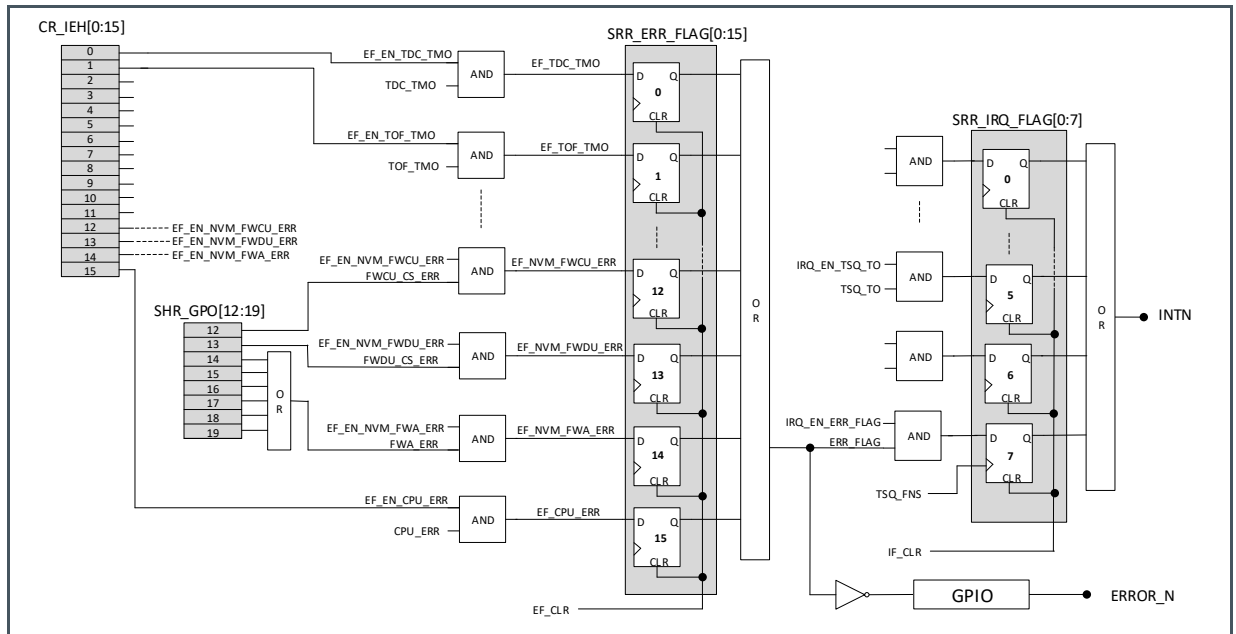 CR_IEH[0:15]
0
1
2
3
4
5
6
7
8
9
10
11
12
13
14
15
EF_EN_NVM_FWCU_ERR
EF_EN_NVM_FWDU_ERR
EF_EN_NVM_FWA_ERR
SHR_GPO[12:19]
12
13
14
15
16
17
18
19
O
R
EF_EN_TDC_TMO
TDC_TMO
AND
EF_TDC_TMO
EF_EN_TOF_TMO
TOF_TMO
AND
EF_TOF_TMO
EF_EN_NVM_FWCU_ERR
FWCU_CS_ERR
AND
EF_NVM_FWCU_ERR
EF_EN_NVM_FWDU_ERR
FWDU_CS_ERR
AND
EF_NVM_FWDU_ERR
EF_EN_NVM_FWA_ERR
FWA_ERR
AND
EF_NVM_FWA_ERR
EF_EN_CPU_ERR
CPU_ERR
AND
EF_CPU_ERR
SRR_ERR_FLAG[0:15]
D Q
0
CLR
D Q
1
CLR
D Q
12
CLR
D Q
13
CLR
D Q
14
CLR
D Q
15
CLR
EF_CLR
O
R
SRR_IRQ_FLAG[0:7]
AND
D Q
0
CLR
IRQ_EN_TSQ_TO
TSQ_TO
AND
D Q
5
CLR
AND
D Q
6
CLR
IRQ_EN_ERR_FLAG
ERR_FLAG
AND
D Q
7
CLR
TSQ_FNS
IF_CLR
O
R
INTN
GPIO
ERROR_N